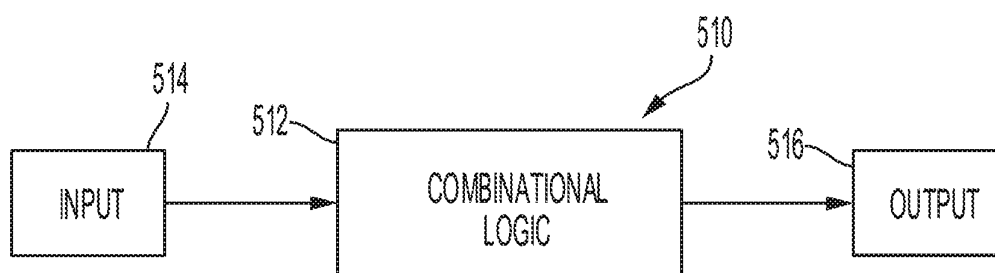 510
514
512
516
INPUT
COMBINATIONAL
LOGIC
OUTPUT